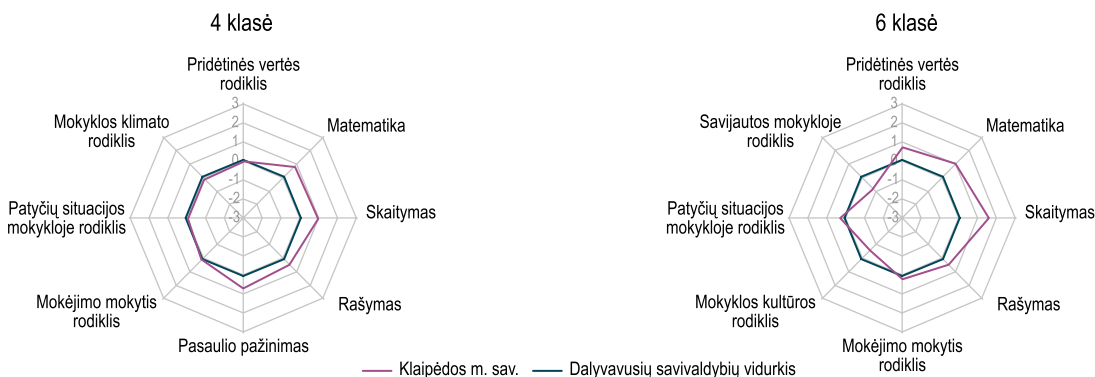 4 klasė
Pridėtinės vertės
rodiklis
Matematika
Skaitymas
Rašymas
Pasaulio pažinimas
Mokėjimo mokytis
rodiklis
Patyčių situacijos
mokykloje rodiklis
Mokyklos klimato
rodiklis
3
2
1
0
-1
-2
-3
6 klasė
Pridėtinės vertės
rodiklis
Matematika
Skaitymas
Rašymas
Mokėjimo mokytis
rodiklis
Mokyklos kultūros
rodiklis
Patyčių situacijos
mokykloje rodiklis
Savijautos mokykloje
rodiklis
3
2
1
0
-1
-2
-3
Klaipėdos m. sav.
Dalyvavusių savivaldybių vidurkis